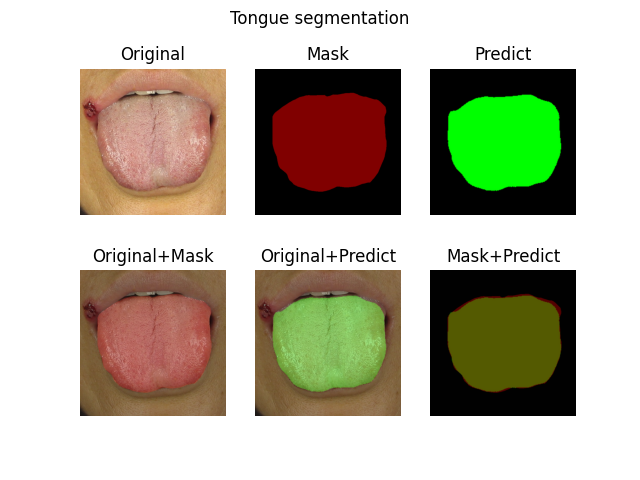 Tongue segmentation
Original
Mask
Predict
Original+Mask
Original+Predict
Mask+Predict